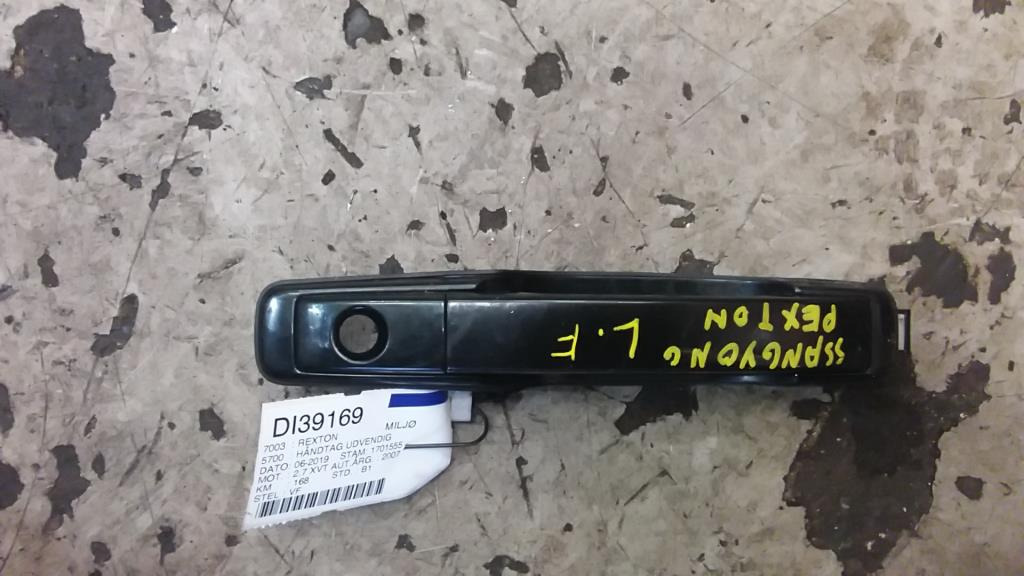 SSANGYONG
REXTON
L.F
DI39169
MILJØ
7003 : REXTON
5700 HÅNDTAG UDVENDIG
DATO: 06-2019 STAM: 1701555
MOT : 2.7 XVT AUT ÅRG: 2007
KM : 168 STD: B1
STEL : VF